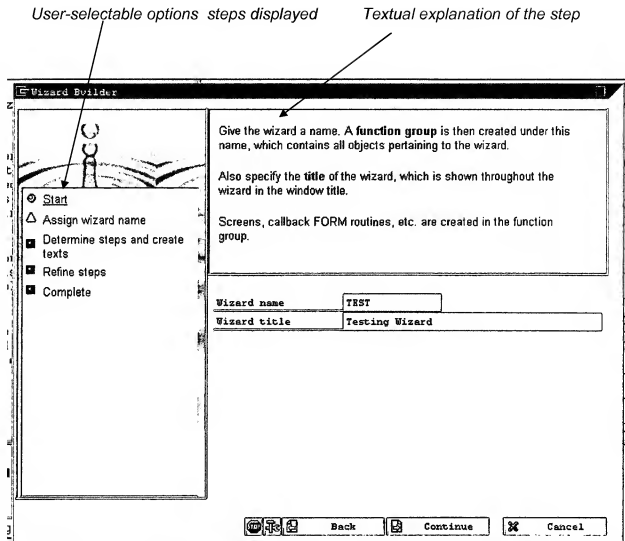 User-selectable options steps displayed
Textual explanation of the step
Wizard Builder
Give the wizard a name. A function group is then created under this
name, which contains all objects pertaining to the wizard.
Also specify the title of the wizard, which is shown throughout the
wizard in the window title.
Screens, callback FORM routines, etc. are created in the function
group.
Start
Assign wizard name
Determine steps and create
texts
Refine steps
Complete
Wizard name TEST
Wizard title Testing Wizard
Back Continue Cancel